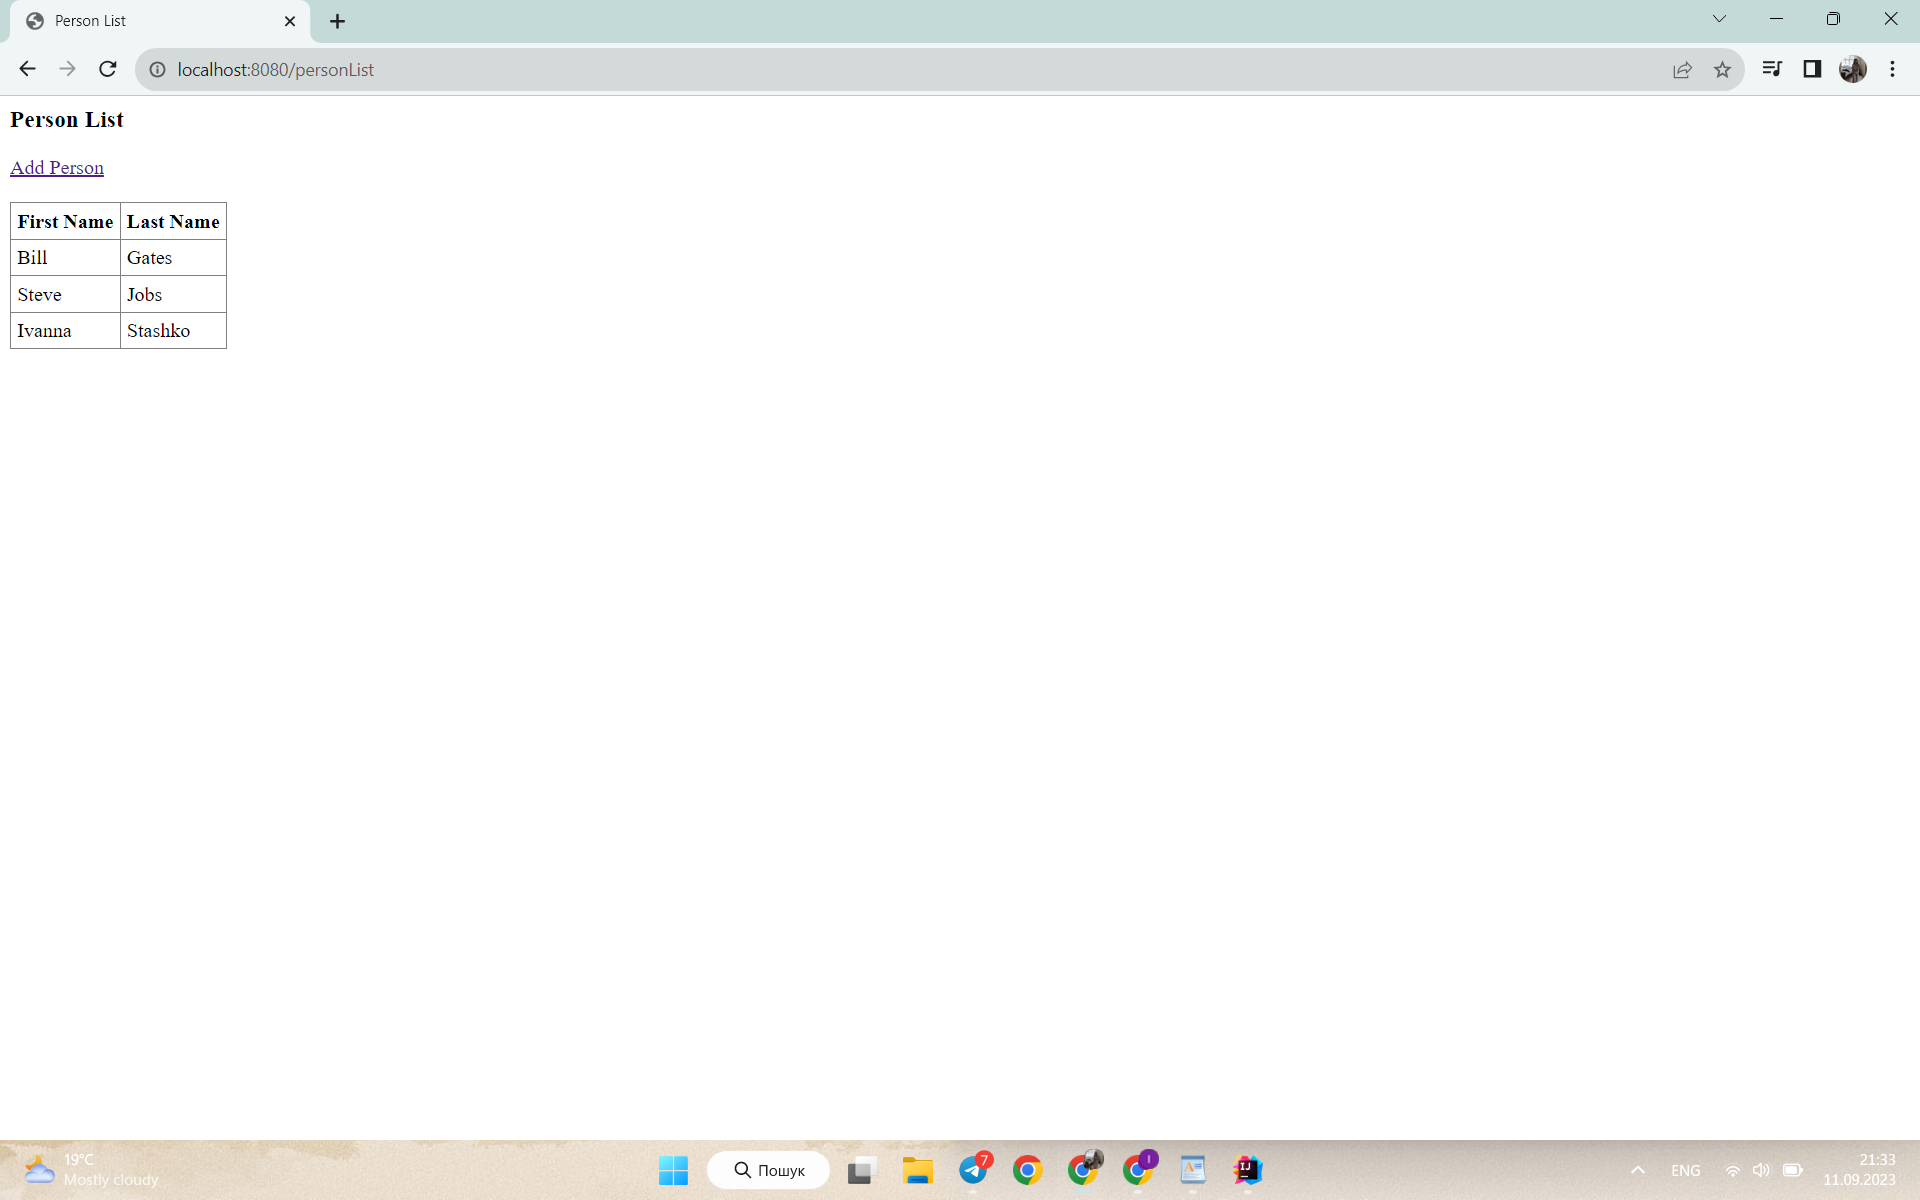 Person List
localhost:8080/personList
Person List
Add Person
First Name Last Name
Bill Gates
Steve Jobs
Ivanna Stashko
19°C
Mostly cloudy
Пошук
7
I
IJ
ENG
21:33
11.09.2023